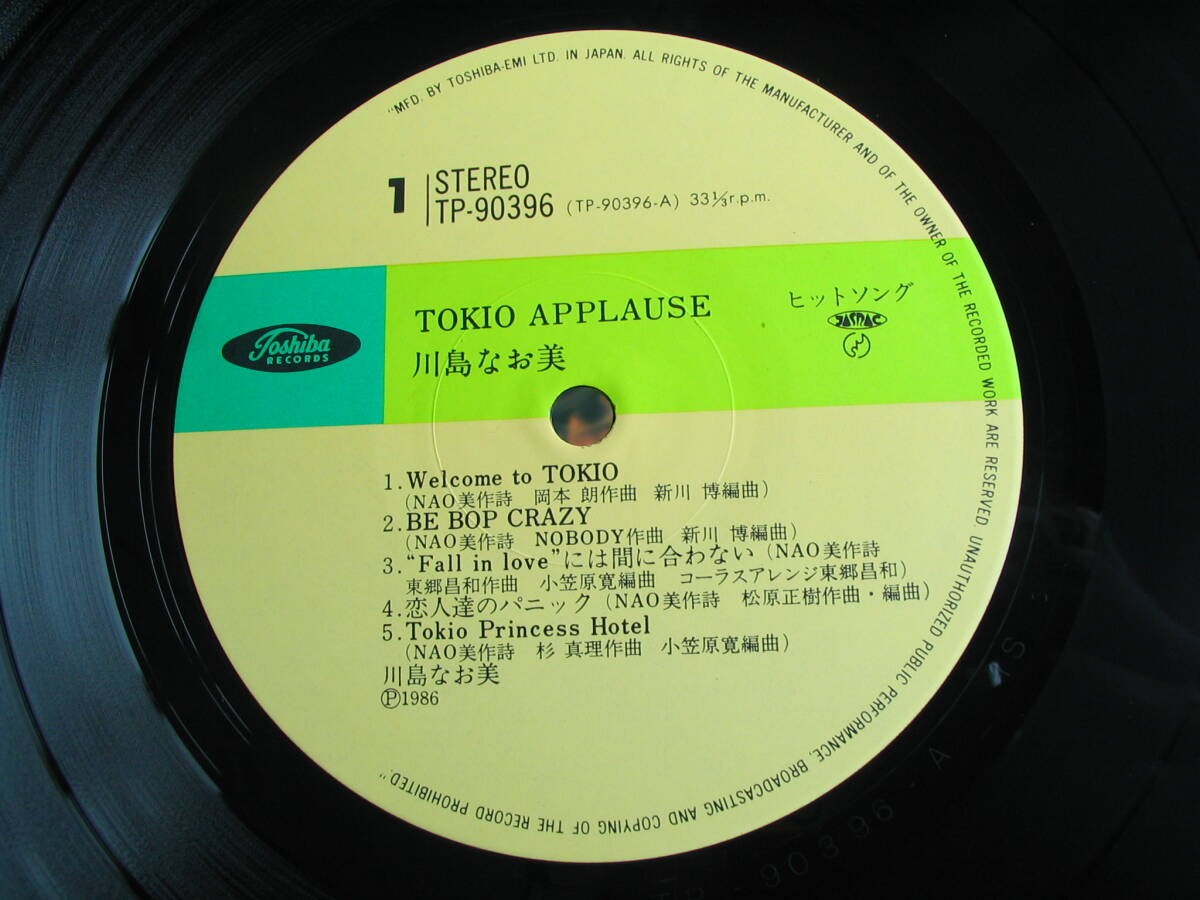 "MFD. BY TOSHIBA-EMI LTD. IN JAPAN. ALL RIGHTS OF THE MANUFACTURER AND OF THE OWNER OF THE RECORDED WORK ARE RESERVED. UNAUTHORIZED PUBLIC PERFORMANCE, BROADCASTING AND COPYING OF THE RECORD PROHIBITED."
1 STEREO
TP-90396 (TP-90396-A) 33⅓r.p.m.
Toshiba
RECORDS
TOKIO APPLAUSE
川島なお美
ヒットソング
JASRAC
1.Welcome to TOKIO
(NAO美作詩 岡本 朗作曲 新川 博編曲)
2.BE BOP CRAZY
(NAO美作詩 NOBODY作曲 新川 博編曲)
3.“Fall in love”には間に合わない (NAO美作詩
東郷昌和作曲 小笠原寛編曲 コーラスアレンジ東郷昌和)
4.恋人達のパニック (NAO美作詩 松原正樹作曲・編曲)
5.Tokio Princess Hotel
(NAO美作詩 杉 真理作曲 小笠原寛編曲)
川島なお美
Ⓟ1986
-90396-A